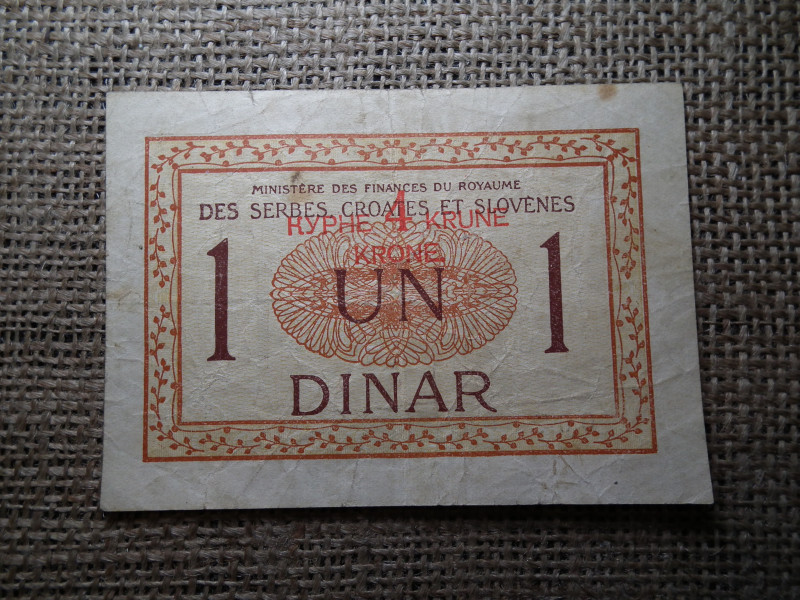 MINISTÈRE DES FINANCES DU ROYAUME
DES SERBES, CROATES ET SLOVÈNES
КРУНЕ 4 KRUNE
KRONE
1 UN 1
DINAR